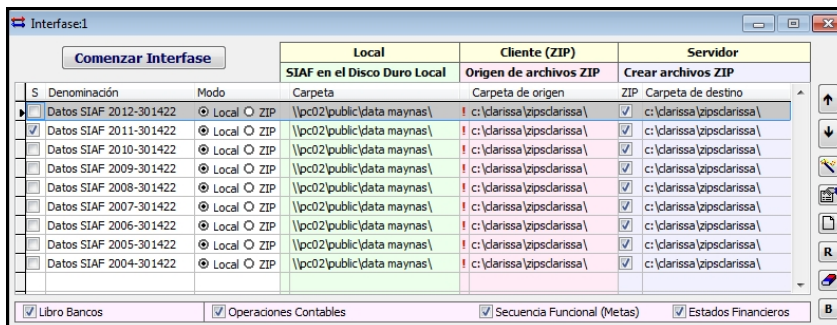 Interfase:1
Comenzar Interfase
Local Cliente (ZIP) Servidor
SIAF en el Disco Duro Local Origen de archivos ZIP Crear archivos ZIP
S Denominación Modo Carpeta Carpeta de origen ZIP Carpeta de destino
Datos SIAF 2012-301422 Local ZIP \\pc02\public\data maynas\ ! c:\clarissa\zipsclarissa\ c:\clarissa\zipsclarissa\
Datos SIAF 2011-301422 Local ZIP \\pc02\public\data maynas\ ! c:\clarissa\zipsclarissa\ c:\clarissa\zipsclarissa\
Datos SIAF 2010-301422 Local ZIP \\pc02\public\data maynas\ ! c:\clarissa\zipsclarissa\ c:\clarissa\zipsclarissa\
Datos SIAF 2009-301422 Local ZIP \\pc02\public\data maynas\ ! c:\clarissa\zipsclarissa\ c:\clarissa\zipsclarissa\
Datos SIAF 2008-301422 Local ZIP \\pc02\public\data maynas\ ! c:\clarissa\zipsclarissa\ c:\clarissa\zipsclarissa\
Datos SIAF 2007-301422 Local ZIP \\pc02\public\data maynas\ ! c:\clarissa\zipsclarissa\ c:\clarissa\zipsclarissa\
Datos SIAF 2006-301422 Local ZIP \\pc02\public\data maynas\ ! c:\clarissa\zipsclarissa\ c:\clarissa\zipsclarissa\
Datos SIAF 2005-301422 Local ZIP \\pc02\public\data maynas\ ! c:\clarissa\zipsclarissa\ c:\clarissa\zipsclarissa\
Datos SIAF 2004-301422 Local ZIP \\pc02\public\data maynas\ ! c:\clarissa\zipsclarissa\ c:\clarissa\zipsclarissa\
R
Libro Bancos Operaciones Contables Secuencia Funcional (Metas) Estados Financieros B